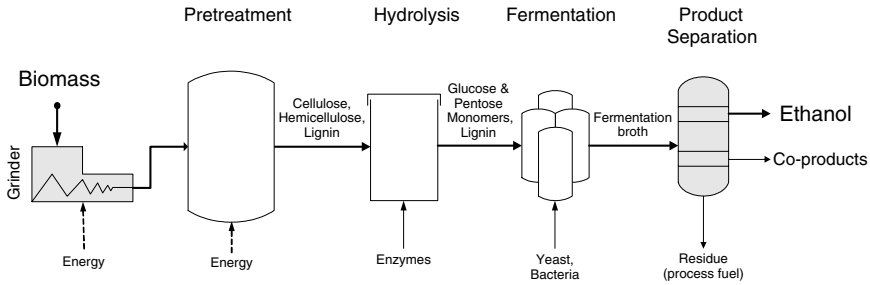 Pretreatment
Hydrolysis
Fermentation
Product
Separation
Biomass
Grinder
Energy
Energy
Cellulose,
Hemicellulose,
Lignin
Enzymes
Glucose &
Pentose
Monomers,
Lignin
Yeast,
Bacteria
Fermentation
broth
Ethanol
Co-products
Residue
(process fuel)